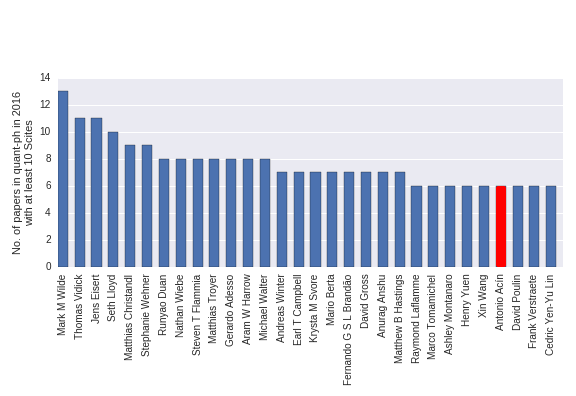 No. of papers in quant-ph in 2016
with at least 10 Scites
14
12
10
8
6
4
2
0
Mark M Wilde
Thomas Vidick
Jens Eisert
Seth Lloyd
Matthias Christandl
Stephanie Wehner
Runyao Duan
Nathan Wiebe
Steven T Flammia
Matthias Troyer
Gerardo Adesso
Aram W Harrow
Michael Walter
Andreas Winter
Earl T Campbell
Krysta M Svore
Mario Berta
Fernando G S L Brandão
David Gross
Anurag Anshu
Matthew B Hastings
Raymond Laflamme
Marco Tomamichel
Ashley Montanaro
Henry Yuen
Xin Wang
Antonio Acín
David Poulin
Frank Verstraete
Cedric Yen-Yu Lin